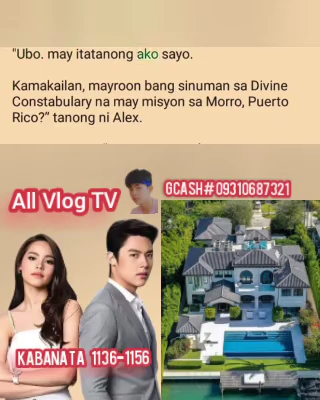 "Ubo. may itatanong ako sayo.
Kamakailan, mayroon bang sinuman sa Divine
Constabulary na may misyon sa Morro, Puerto
Rico?" tanong ni Alex.
All Vlog TV
GCASH#09310687321
KABANATA 1136-1156